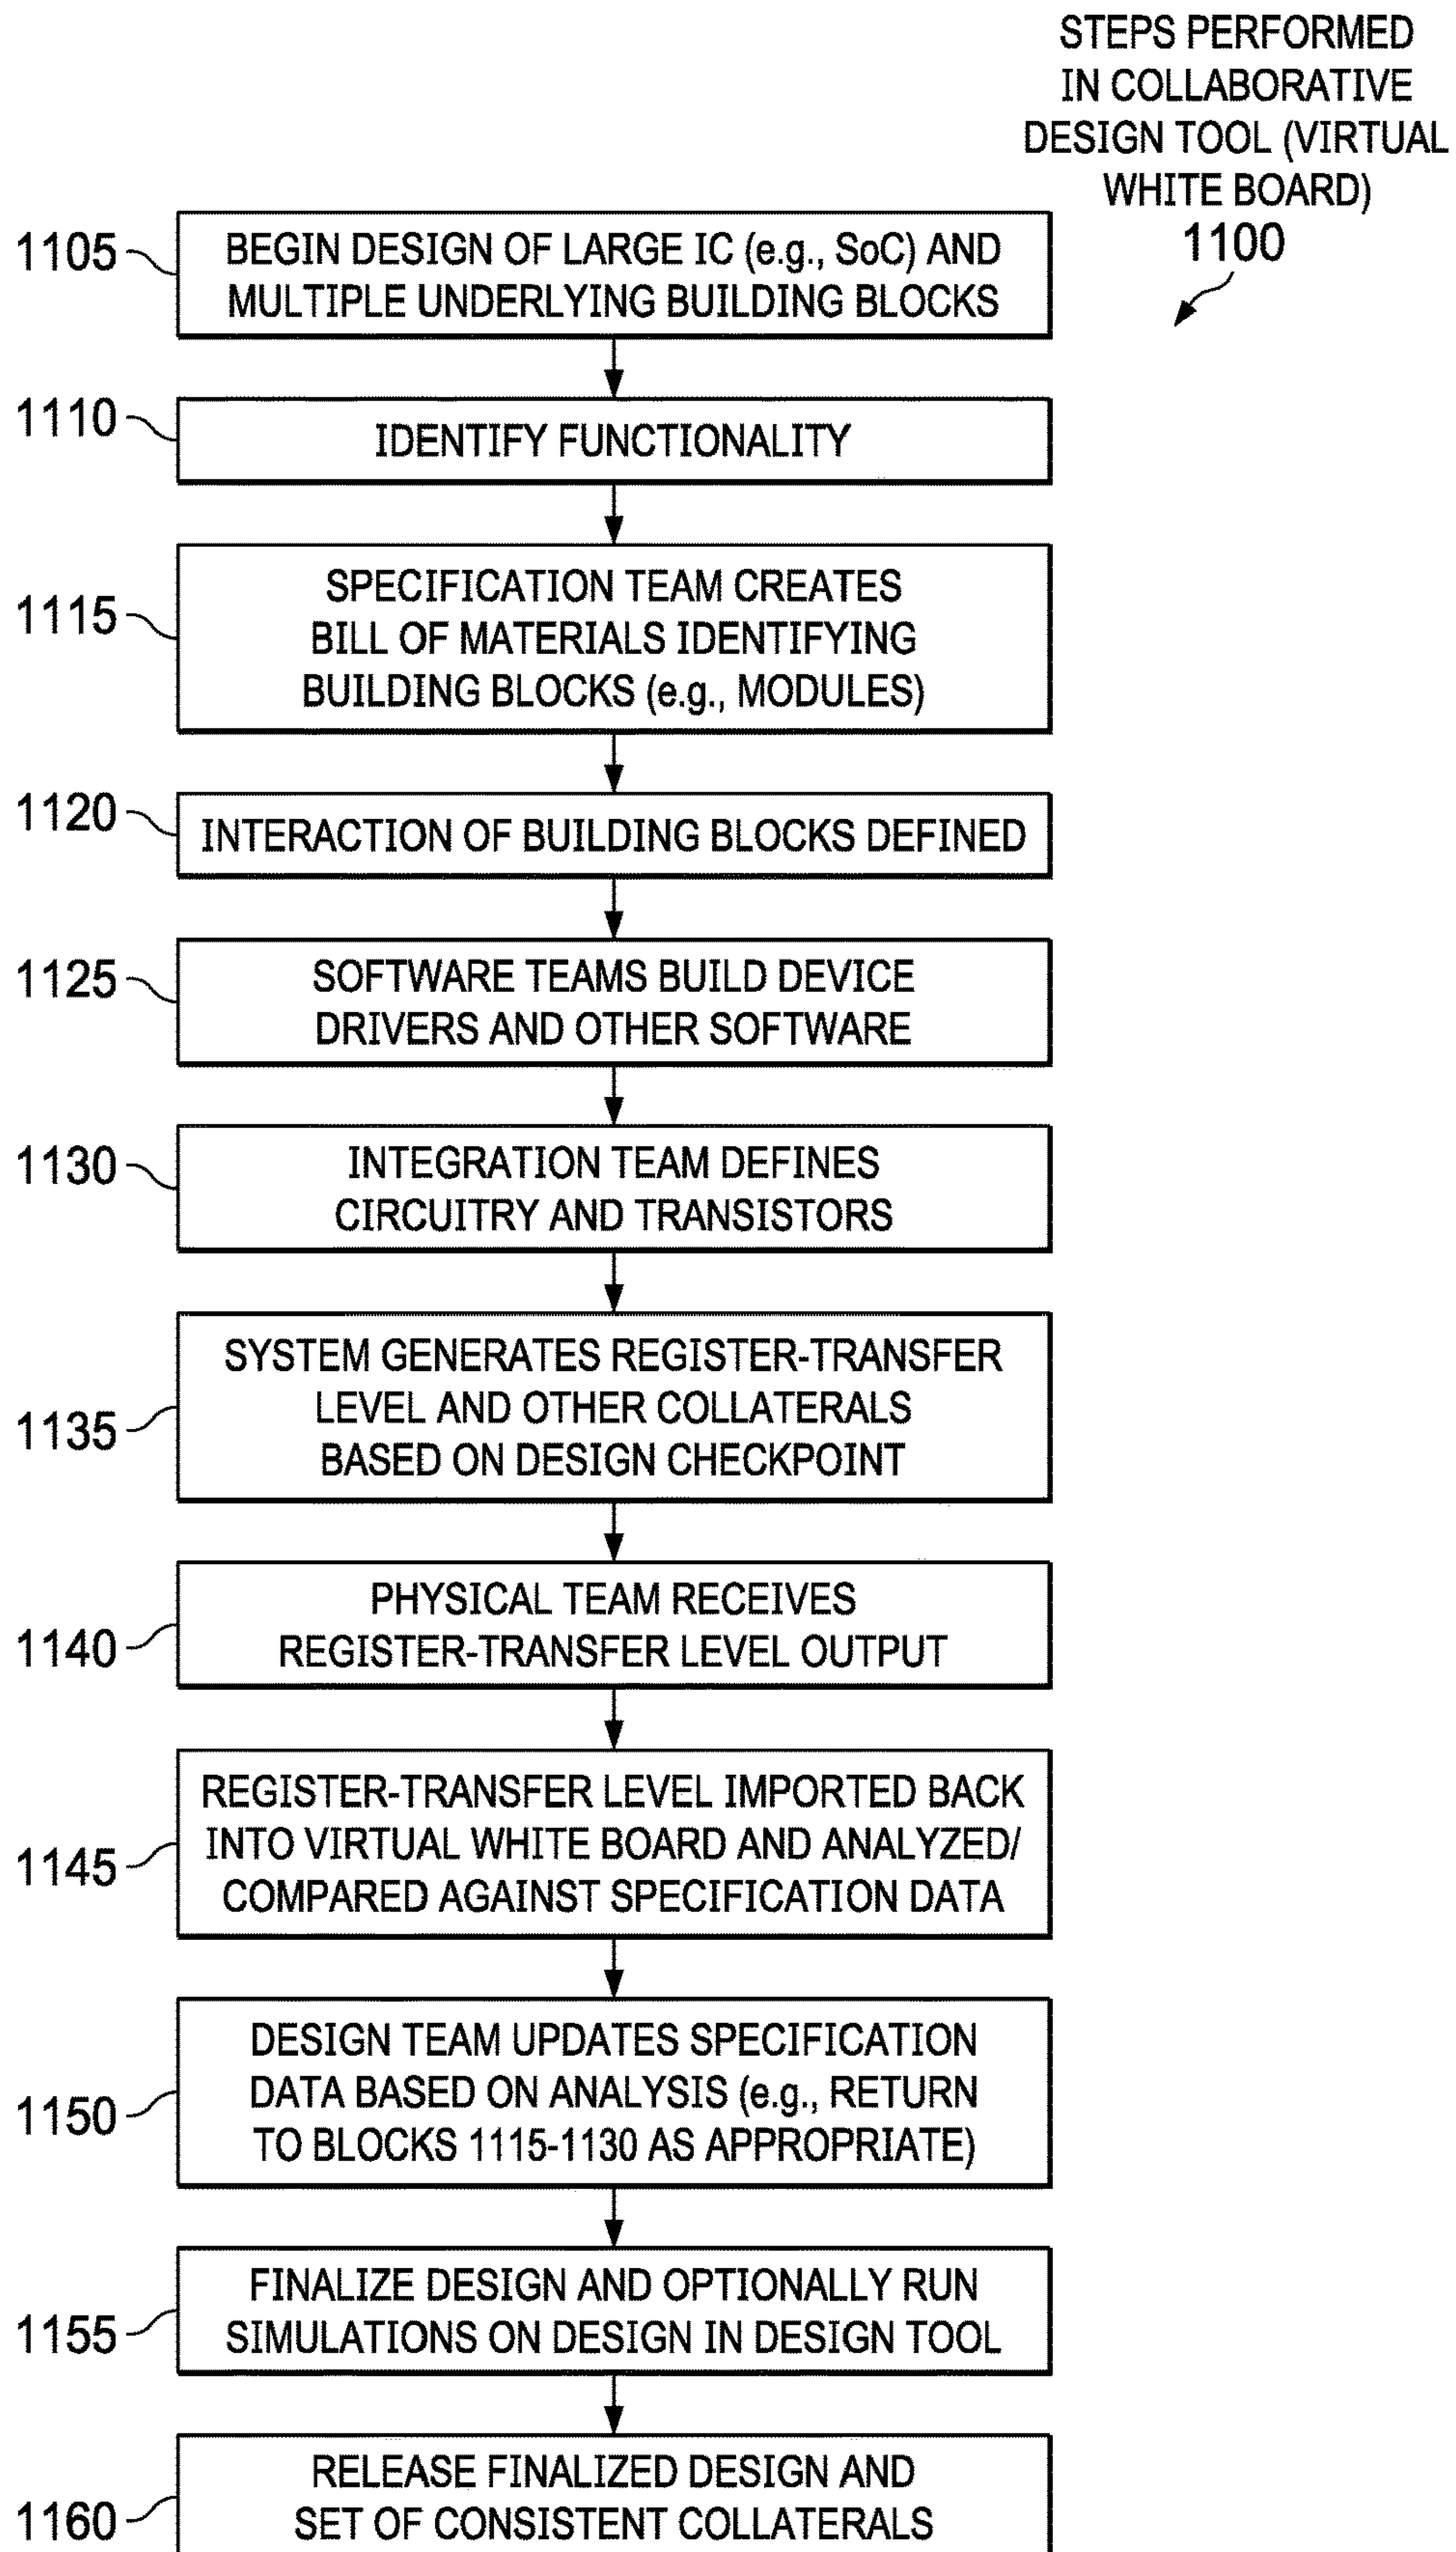 STEPS PERFORMED
IN COLLABORATIVE
DESIGN TOOL (VIRTUAL
WHITE BOARD)
1100
1105
BEGIN DESIGN OF LARGE IC (e.g., SoC) AND
MULTIPLE UNDERLYING BUILDING BLOCKS
1110
IDENTIFY FUNCTIONALITY
1115
SPECIFICATION TEAM CREATES
BILL OF MATERIALS IDENTIFYING
BUILDING BLOCKS (e.g., MODULES)
1120
INTERACTION OF BUILDING BLOCKS DEFINED
1125
SOFTWARE TEAMS BUILD DEVICE
DRIVERS AND OTHER SOFTWARE
1130
INTEGRATION TEAM DEFINES
CIRCUITRY AND TRANSISTORS
1135
SYSTEM GENERATES REGISTER-TRANSFER
LEVEL AND OTHER COLLATERALS
BASED ON DESIGN CHECKPOINT
1140
PHYSICAL TEAM RECEIVES
REGISTER-TRANSFER LEVEL OUTPUT
1145
REGISTER-TRANSFER LEVEL IMPORTED BACK
INTO VIRTUAL WHITE BOARD AND ANALYZED/
COMPARED AGAINST SPECIFICATION DATA
1150
DESIGN TEAM UPDATES SPECIFICATION
DATA BASED ON ANALYSIS (e.g., RETURN
TO BLOCKS 1115-1130 AS APPROPRIATE)
1155
FINALIZE DESIGN AND OPTIONALLY RUN
SIMULATIONS ON DESIGN IN DESIGN TOOL
1160
RELEASE FINALIZED DESIGN AND
SET OF CONSISTENT COLLATERALS